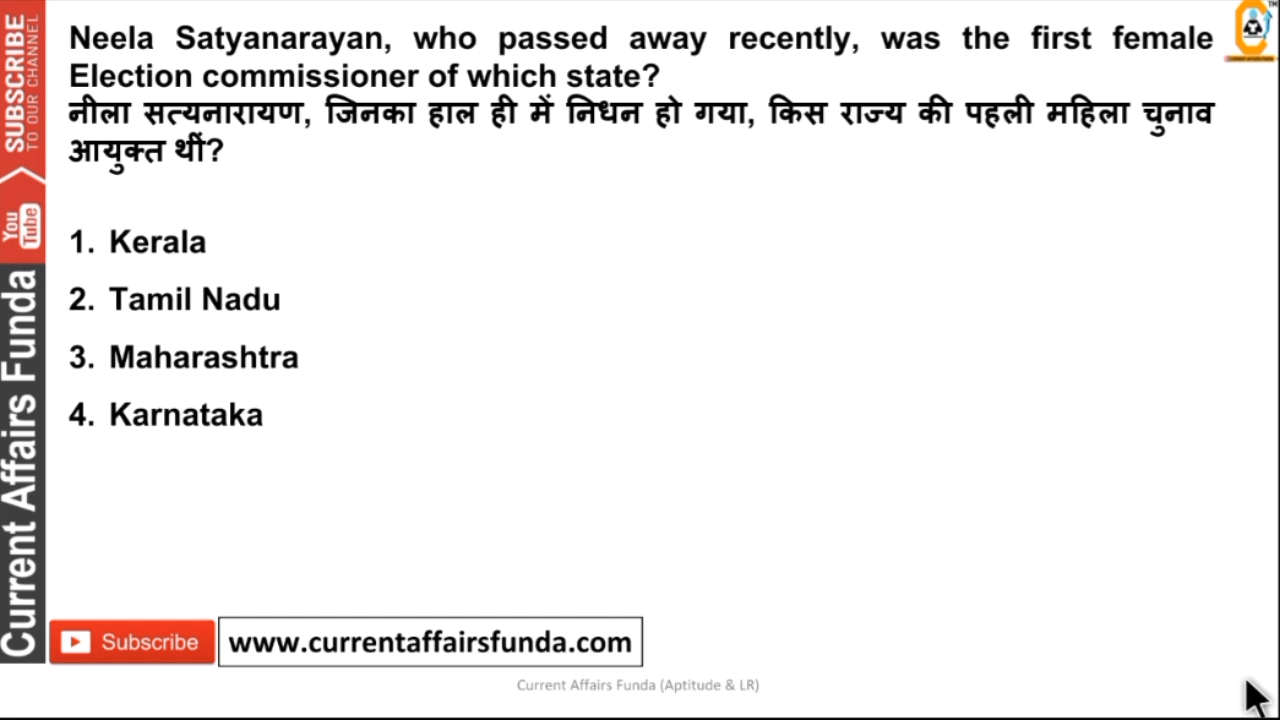 Neela Satyanarayan, who passed away recently, was the first female
Election commissioner of which state?
नीला सत्यनारायण, जिनका हाल ही में निधन हो गया, किस राज्य की पहली महिला चुनाव
आयुक्त थीं?
1. Kerala
2. Tamil Nadu
3. Maharashtra
4. Karnataka
SUBSCRIBE
TO OUR CHANNEL
You
Tube
Current Affairs Funda
Subscribe
www.currentaffairsfunda.com
Current Affairs Funda (Aptitude & LR)